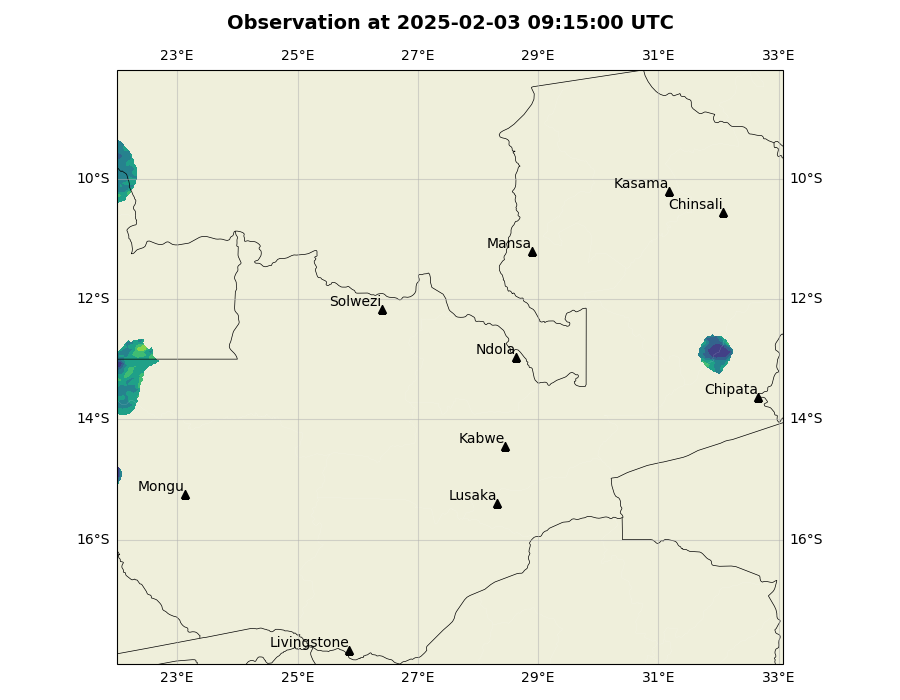 Observation at 2025-02-03 09:15:00 UTC
23°E 25°E 27°E 29°E 31°E 33°E
10°S 10°S
Kasama
Chinsali
Mansa
12°S 12°S
Solwezi
Ndola
Chipata
14°S 14°S
Kabwe
Mongu
Lusaka
16°S 16°S
Livingstone
23°E 25°E 27°E 29°E 31°E 33°E